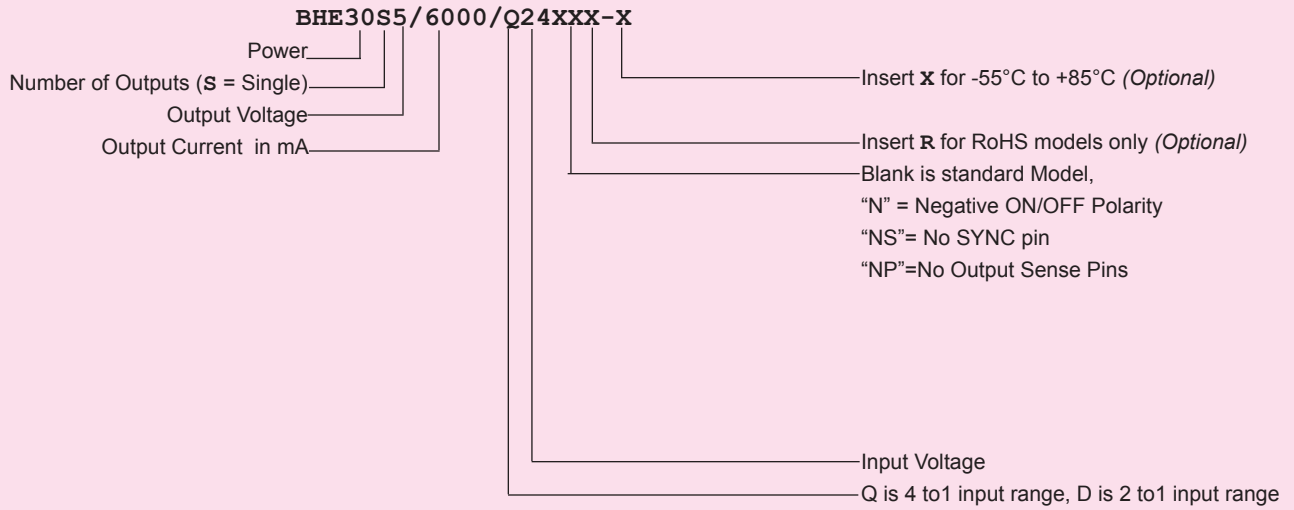 BHE30S5/6000/Q24XXX-X
Power
Number of Outputs (S = Single)
Output Voltage
Output Current in mA
Insert X for -55°C to +85°C (Optional)
Insert R for RoHS models only (Optional)
Blank is standard Model,
“N” = Negative ON/OFF Polarity
“NS”= No SYNC pin
“NP”=No Output Sense Pins
Input Voltage
Q is 4 to1 input range, D is 2 to1 input range